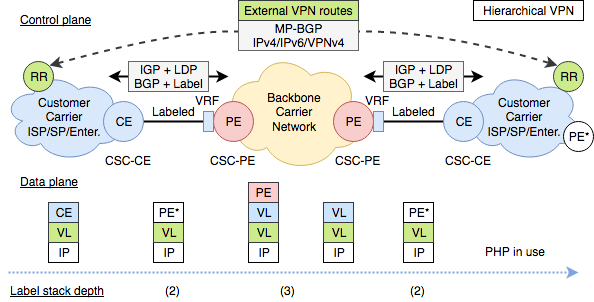 Control plane
External VPN routes
Hierarchical VPN
MP-BGP
IPv4/IPv6/VPNv4
RR
IGP + LDP
BGP + Label
IGP + LDP
BGP + Label
RR
Customer
Carrier
ISP/SP/Enter.
CE
Labeled
VRF
PE
Backbone
Carrier
Network
PE
VRF
Labeled
CE
Customer
Carrier
ISP/SP/Enter.
PE*
CSC-CE
CSC-PE
CSC-PE
CSC-CE
Data plane
CE
VL
IP
PE*
VL
IP
PE
VL
VL
IP
VL
VL
IP
PE*
VL
IP
PHP in use
Label stack depth
(2)
(3)
(2)